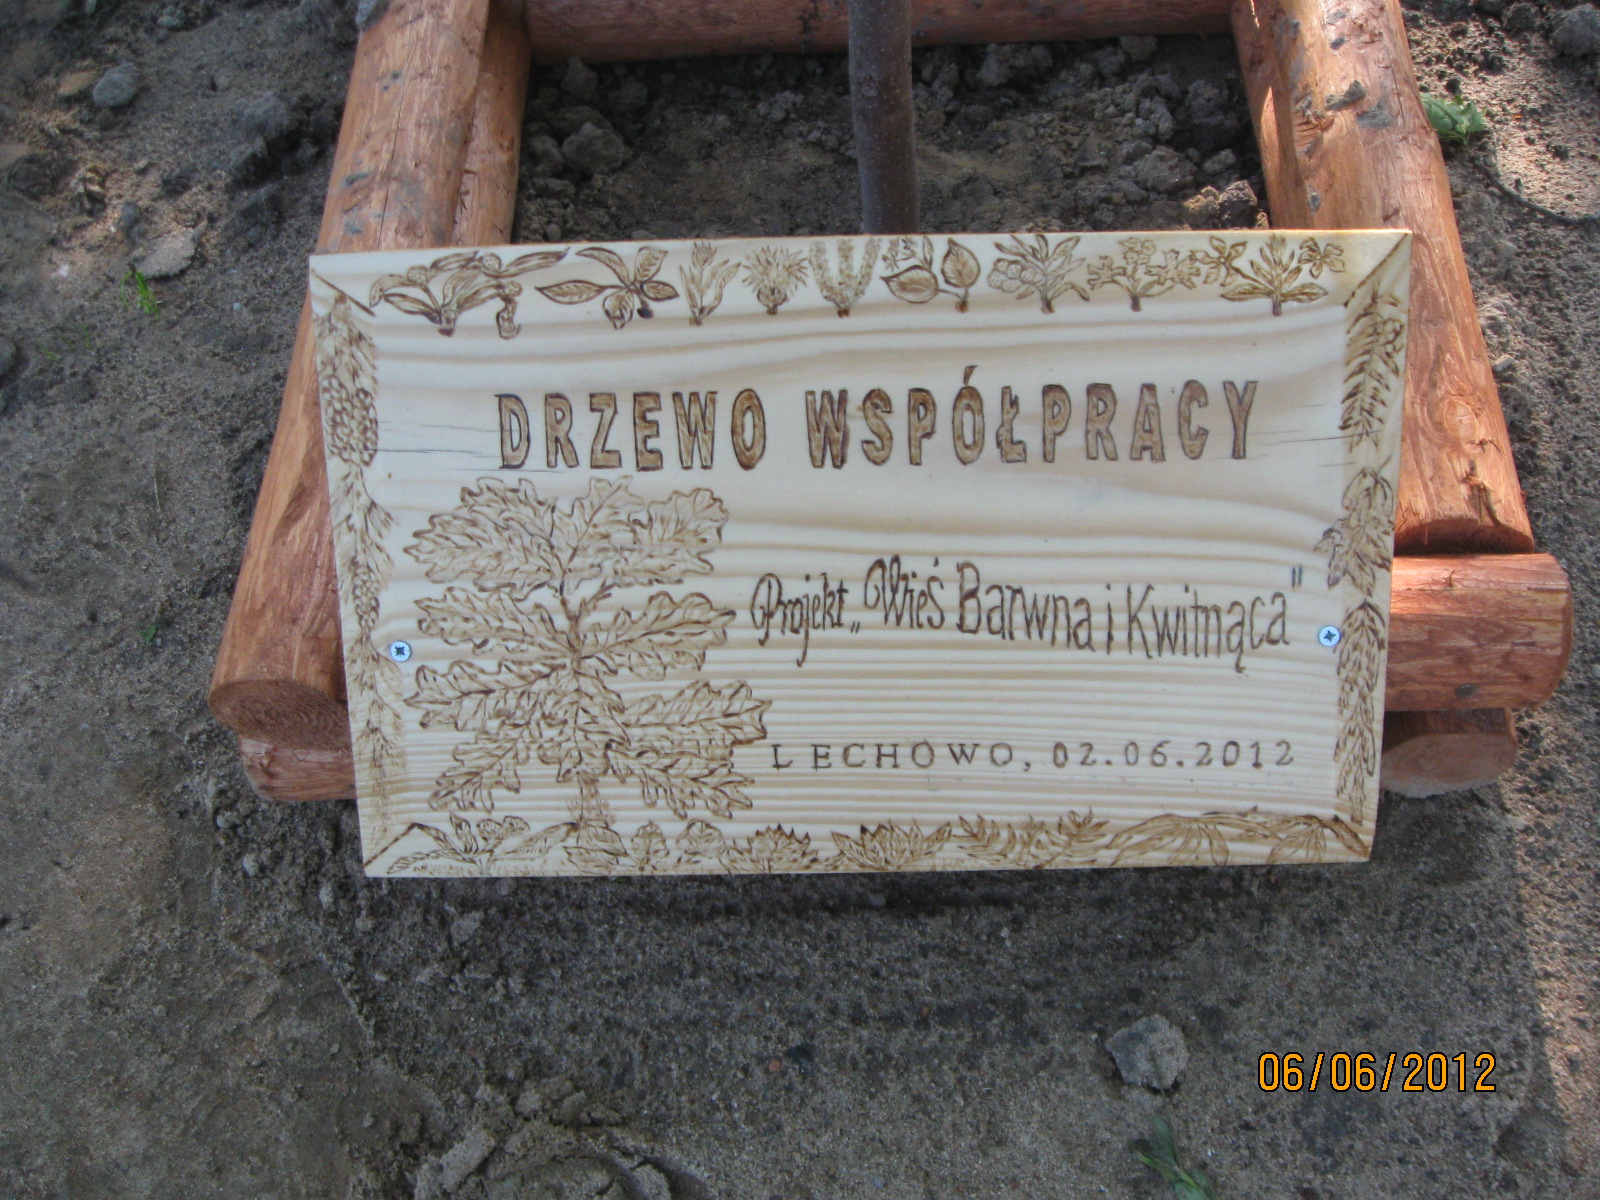 DRZEWO WSPÓŁPRACY
Projekt „Wieś Barwna i Kwitnąca"
LECHOWO, 02.06.2012
06/06/2012